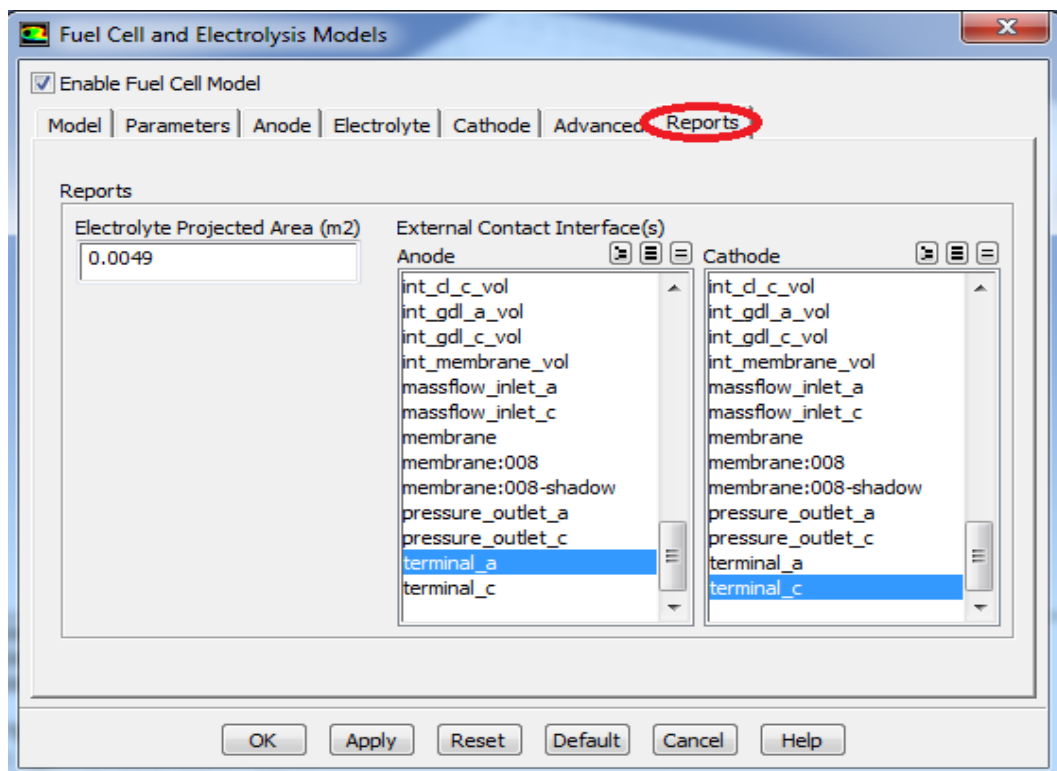 Fuel Cell and Electrolysis Models
Enable Fuel Cell Model
Model Parameters Anode Electrolyte Cathode Advanced Reports
Reports
Electrolyte Projected Area (m2)
0.0049
External Contact Interface(s)
Anode
int_cl_c_vol
int_gdl_a_vol
int_gdl_c_vol
int_membrane_vol
massflow_inlet_a
massflow_inlet_c
membrane
membrane:008
membrane:008-shadow
pressure_outlet_a
pressure_outlet_c
terminal_a
terminal_c
Cathode
int_cl_c_vol
int_gdl_a_vol
int_gdl_c_vol
int_membrane_vol
massflow_inlet_a
massflow_inlet_c
membrane
membrane:008
membrane:008-shadow
pressure_outlet_a
pressure_outlet_c
terminal_a
terminal_c
OK Apply Reset Default Cancel Help